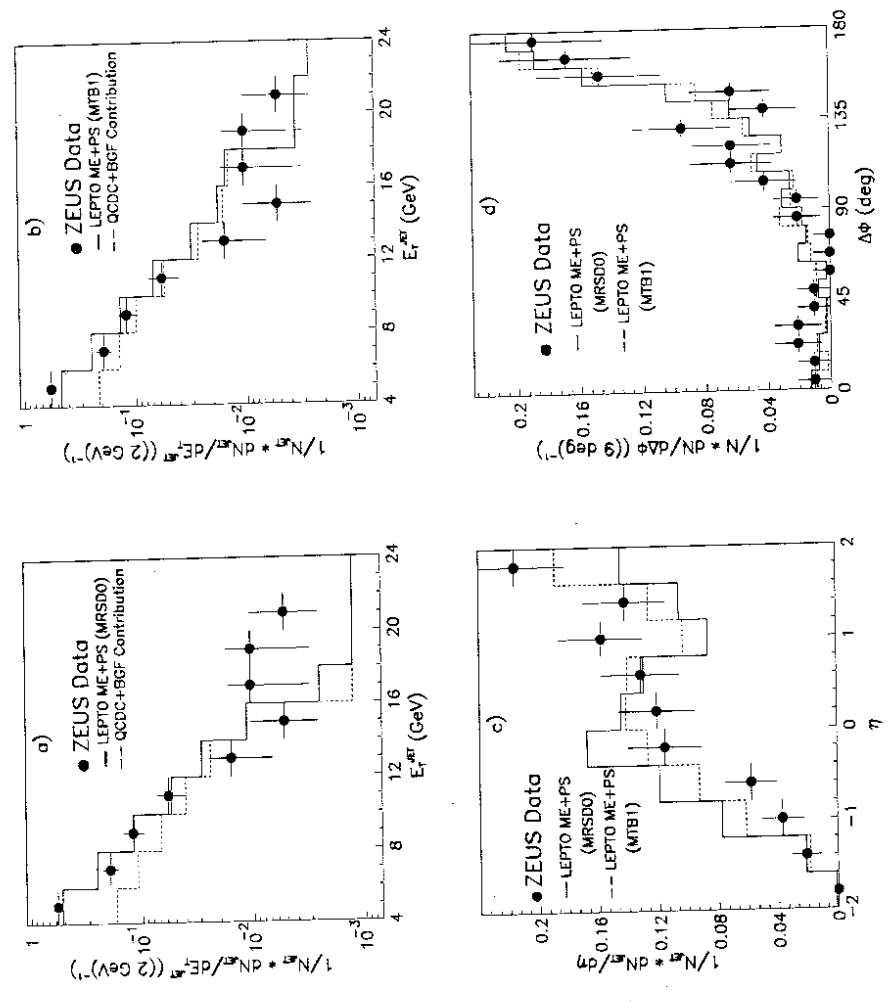 a)
● ZEUS Data
— LEPTO ME+PS (MRSD0)
---- QCDC+BGF Contribution
1/N_JET * dN_JET/dE_T^JET ((2 GeV)⁻¹)
1
10⁻¹
10⁻²
10⁻³
4 8 12 16 20 24
E_T^JET (GeV)
b)
● ZEUS Data
— LEPTO ME+PS (MTB1)
---- QCDC+BGF Contribution
1/N_JET * dN_JET/dE_T^JET ((2 GeV)⁻¹)
1
10⁻¹
10⁻²
10⁻³
4 8 12 16 20 24
E_T^JET (GeV)
c)
● ZEUS Data
— LEPTO ME+PS
(MRSD0)
--- LEPTO ME+PS
(MTB1)
1/N_JET * dN_JET/dη
0.2
0.16
0.12
0.08
0.04
0
-2 -1 0 1 2
η
d)
● ZEUS Data
— LEPTO ME+PS
(MRSD0)
--- LEPTO ME+PS
(MTB1)
1/N * dN/dΔΦ ((9 deg)⁻¹)
0.2
0.16
0.12
0.08
0.04
0
0 45 90 135 180
ΔΦ (deg)